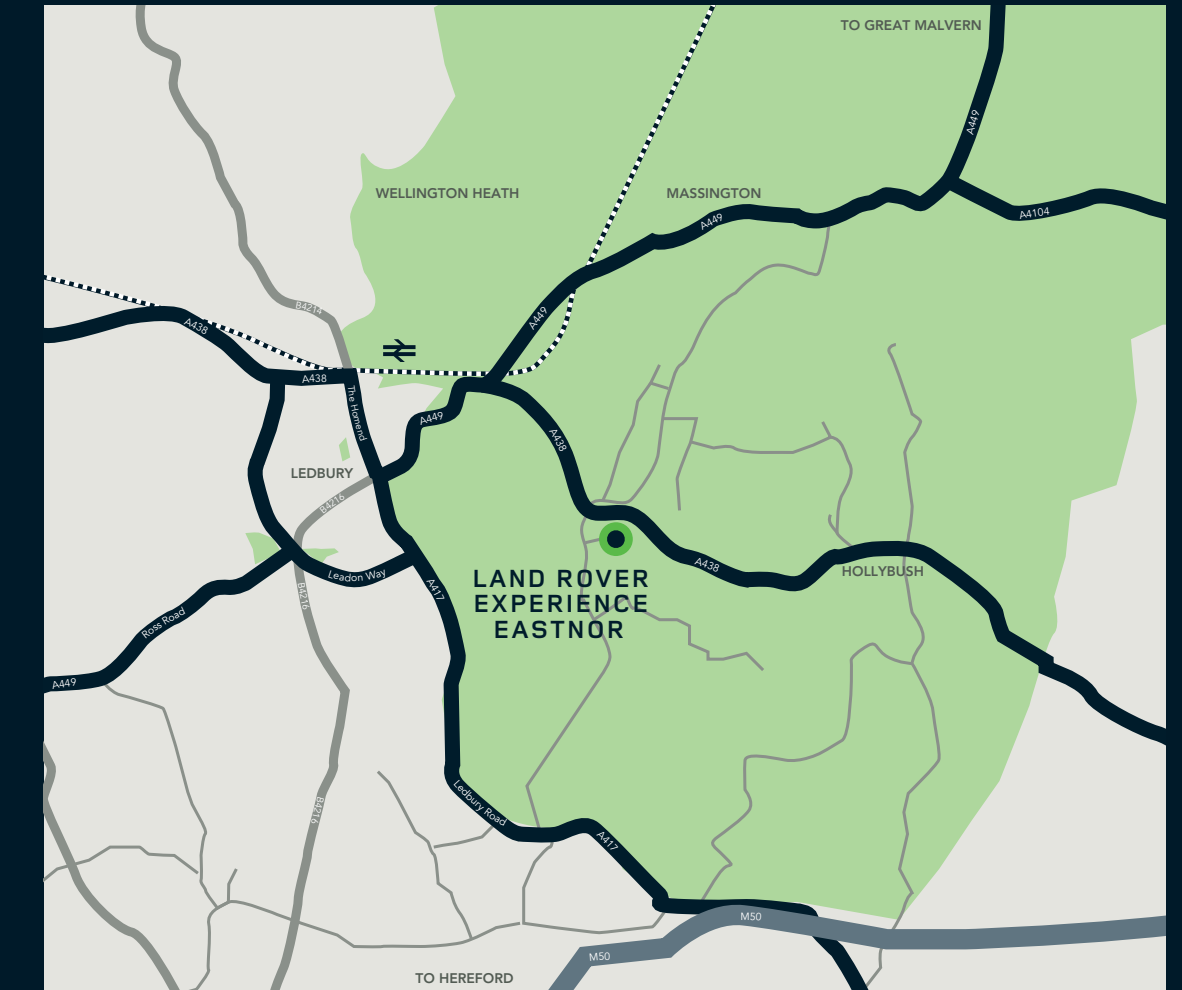 TO GREAT MALVERN
A449
WELLINGTON HEATH
MASSINGTON
A449
A4104
B4214
A449
A438
A438
The Homend
A449
A438
LEDBURY
B4216
HOLLYBUSH
A438
Leadon Way
LAND ROVER
EXPERIENCE
EASTNOR
A417
B4216
Ross Road
A449
Ledbury Road
B4216
A417
M50
M50
TO HEREFORD